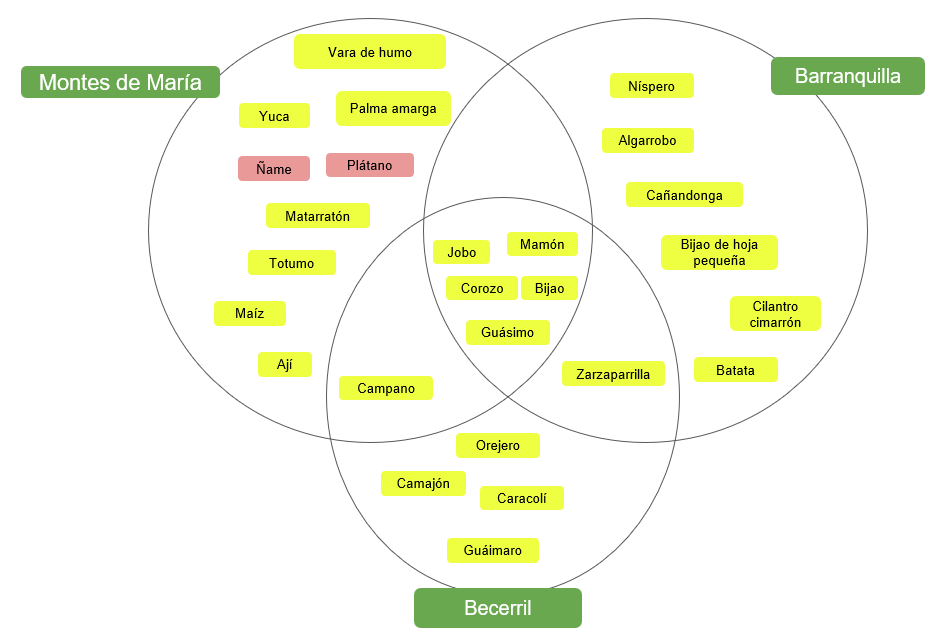 Vara de humo
Montes de María
Barranquilla
Níspero
Yuca
Palma amarga
Algarrobo
Ñame
Plátano
Cañandonga
Matarratón
Jobo
Mamón
Bijao de hoja
pequeña
Totumo
Corozo
Bijao
Maíz
Cilantro
cimarrón
Guásimo
Ají
Zarzaparrilla
Batata
Campano
Orejero
Camajón
Caracolí
Guáimaro
Becerril